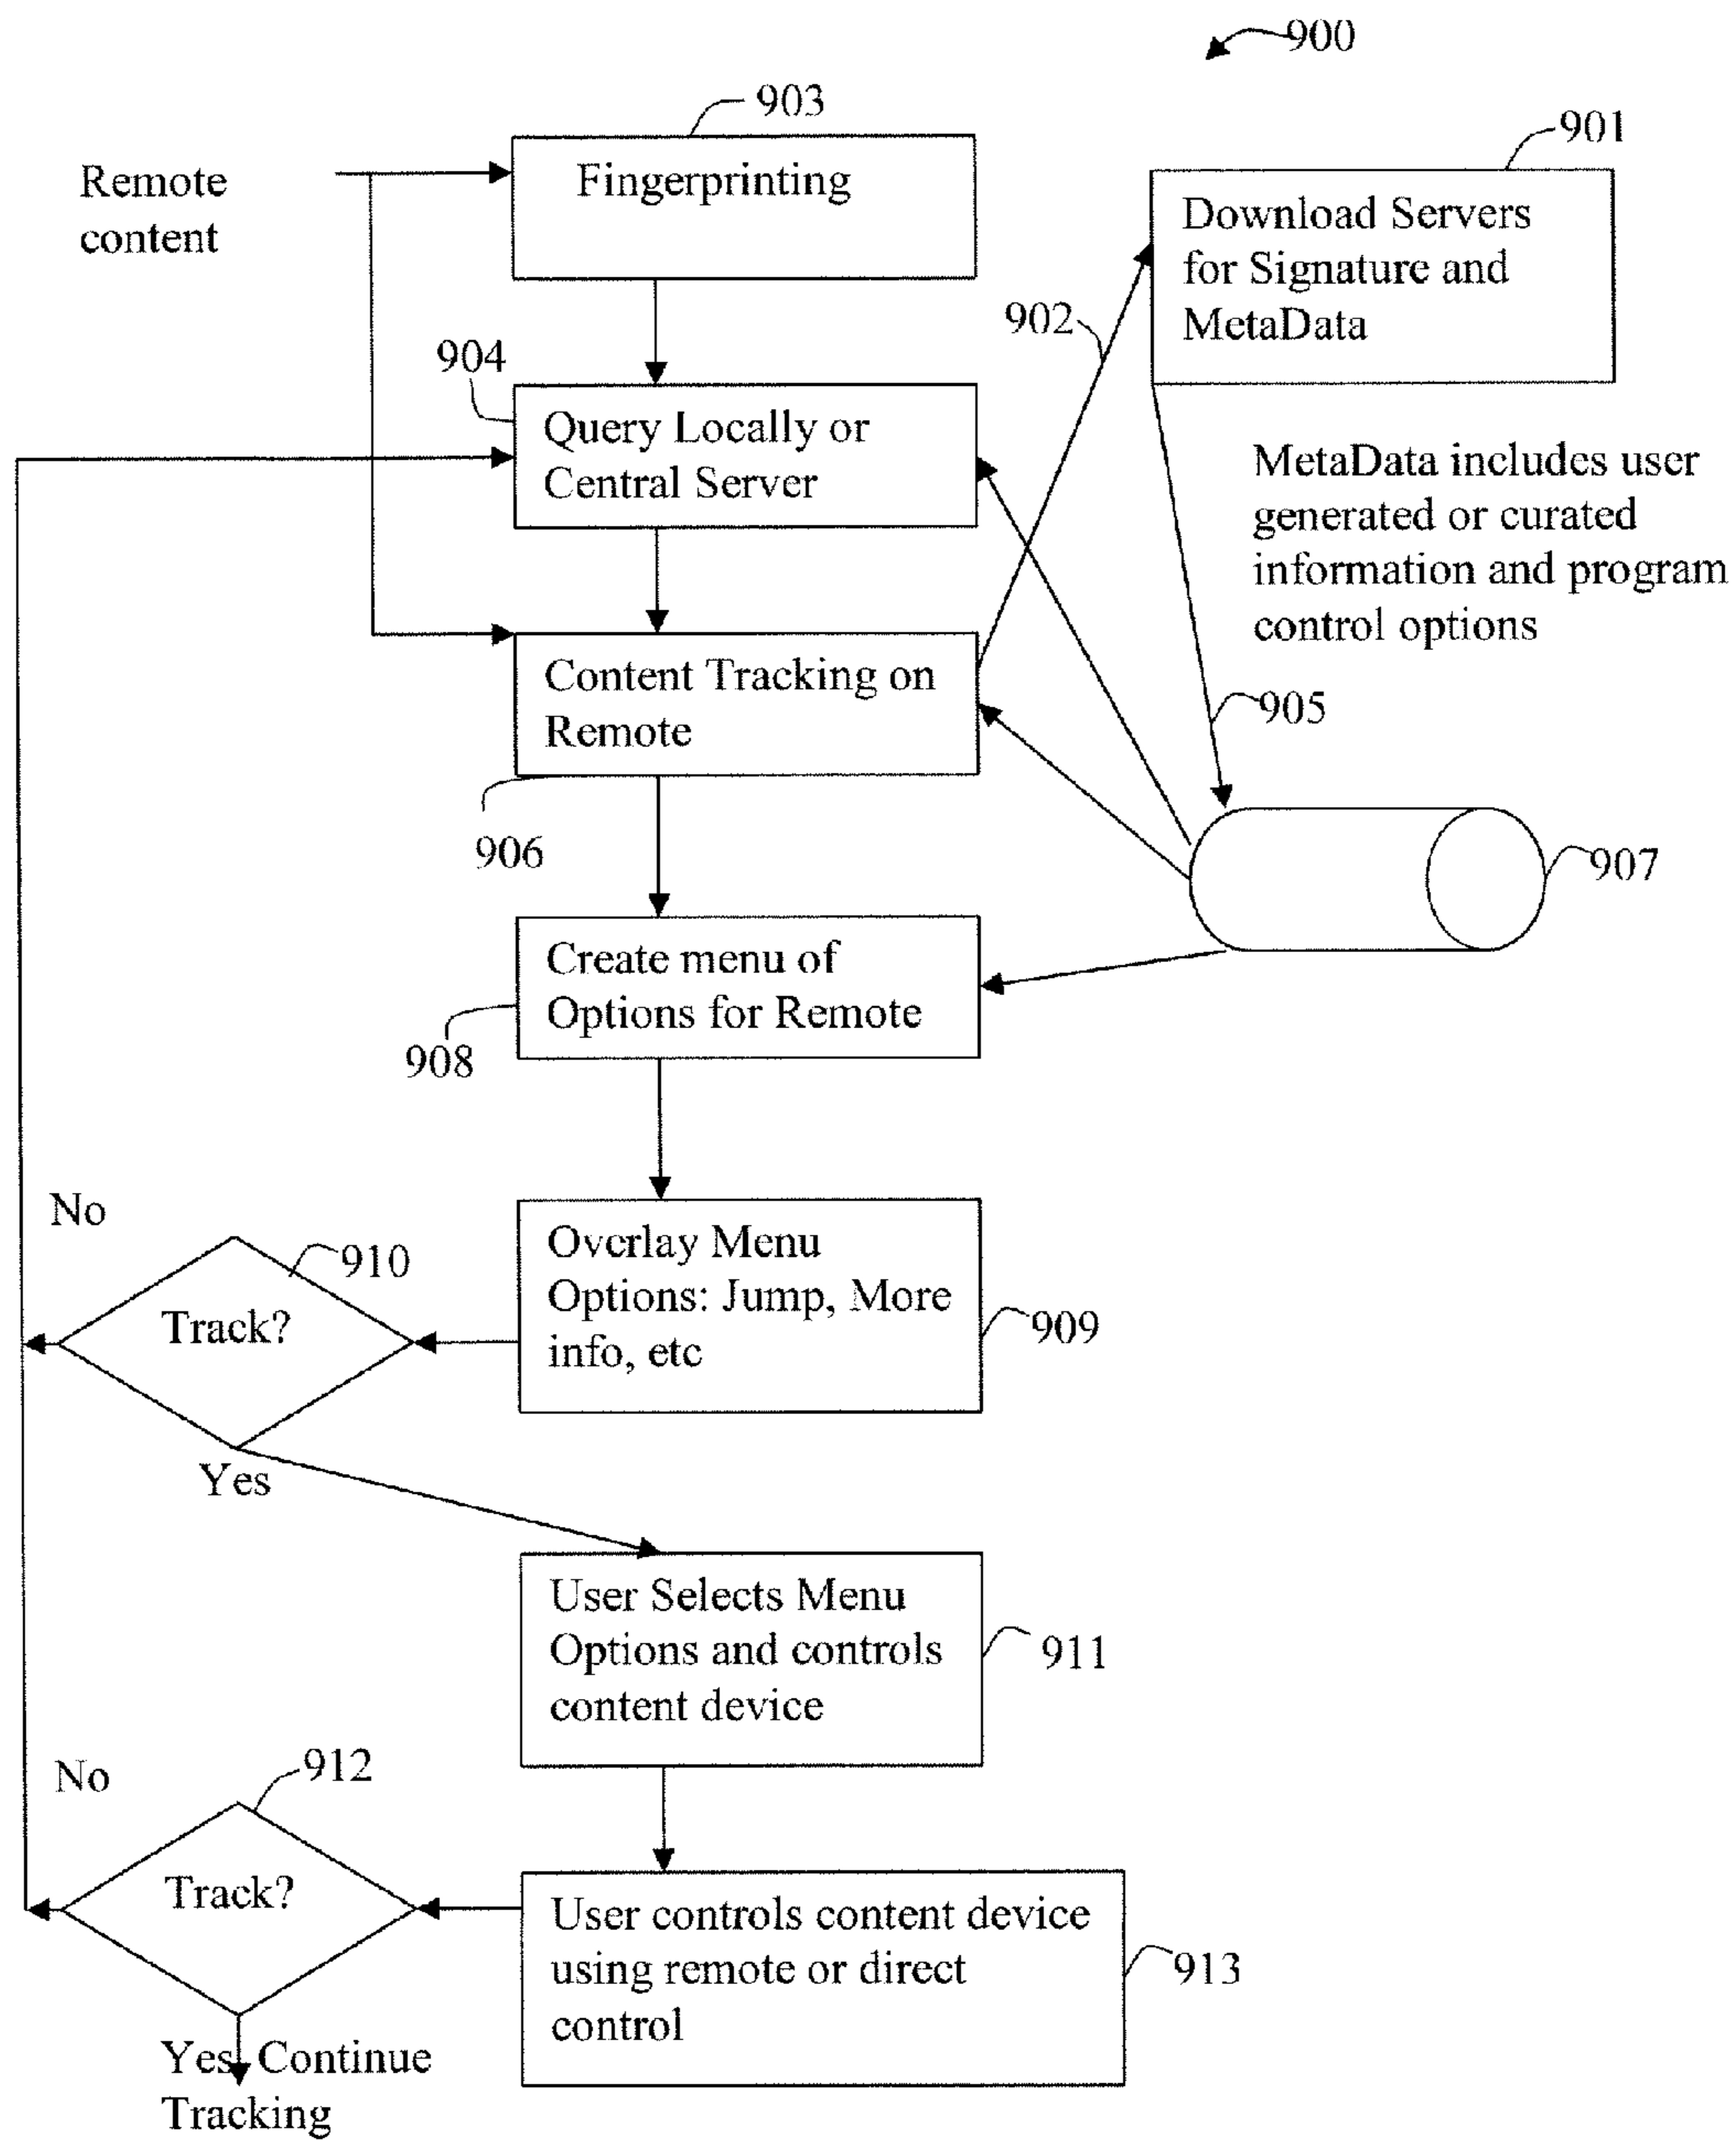 900
903
901
Remote
content
Fingerprinting
Download Servers
for Signature and
MetaData
902
904
Query Locally or
Central Server
MetaData includes user
generated or curated
information and program
control options
Content Tracking on
Remote
905
906
907
Create menu of
Options for Remote
908
No
Overlay Menu
Options: Jump, More
info, etc
910
Track?
909
Yes
User Selects Menu
Options and controls
content device
911
No
912
Track?
User controls content device
using remote or direct
control
913
Yes Continue
Tracking